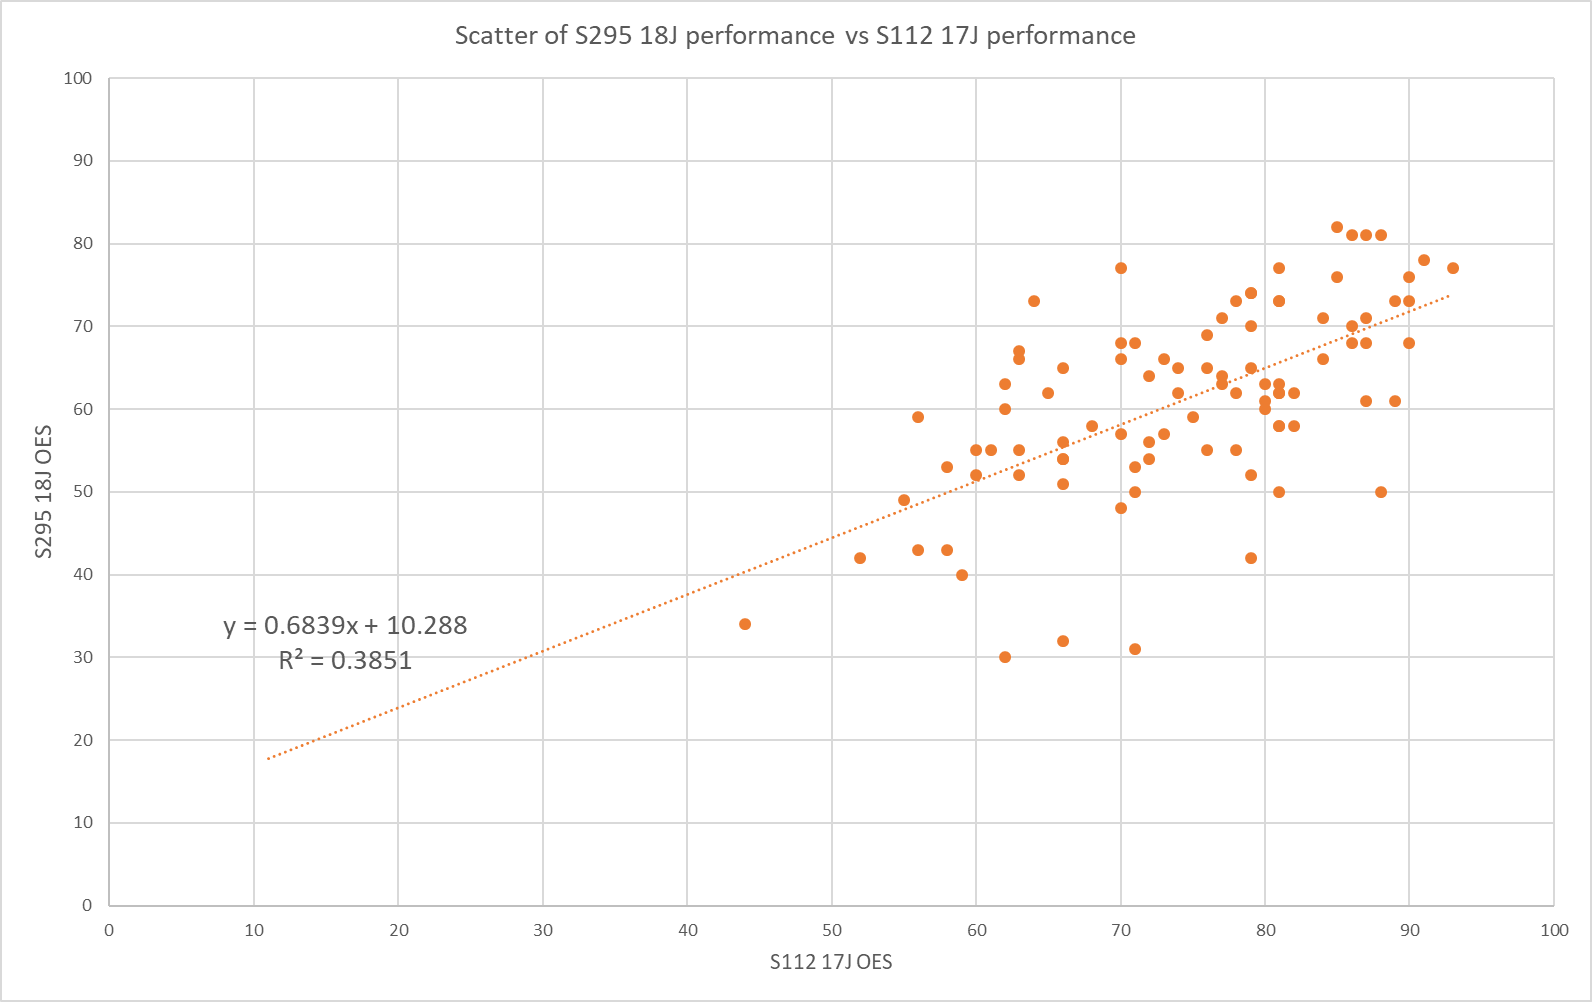 Scatter of S295 18J performance vs S112 17J performance
100
90
80
70
60
50
40
30
20
10
0
S295 18J OES
y = 0.6839x + 10.288
R² = 0.3851
0 10 20 30 40 50 60 70 80 90 100
S112 17J OES